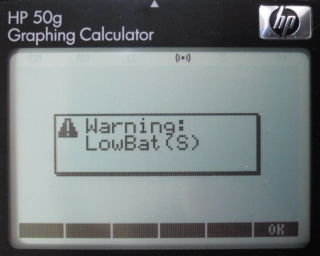 HP 50g
Graphing Calculator
hp
Warning:
LowBat(S)
OK